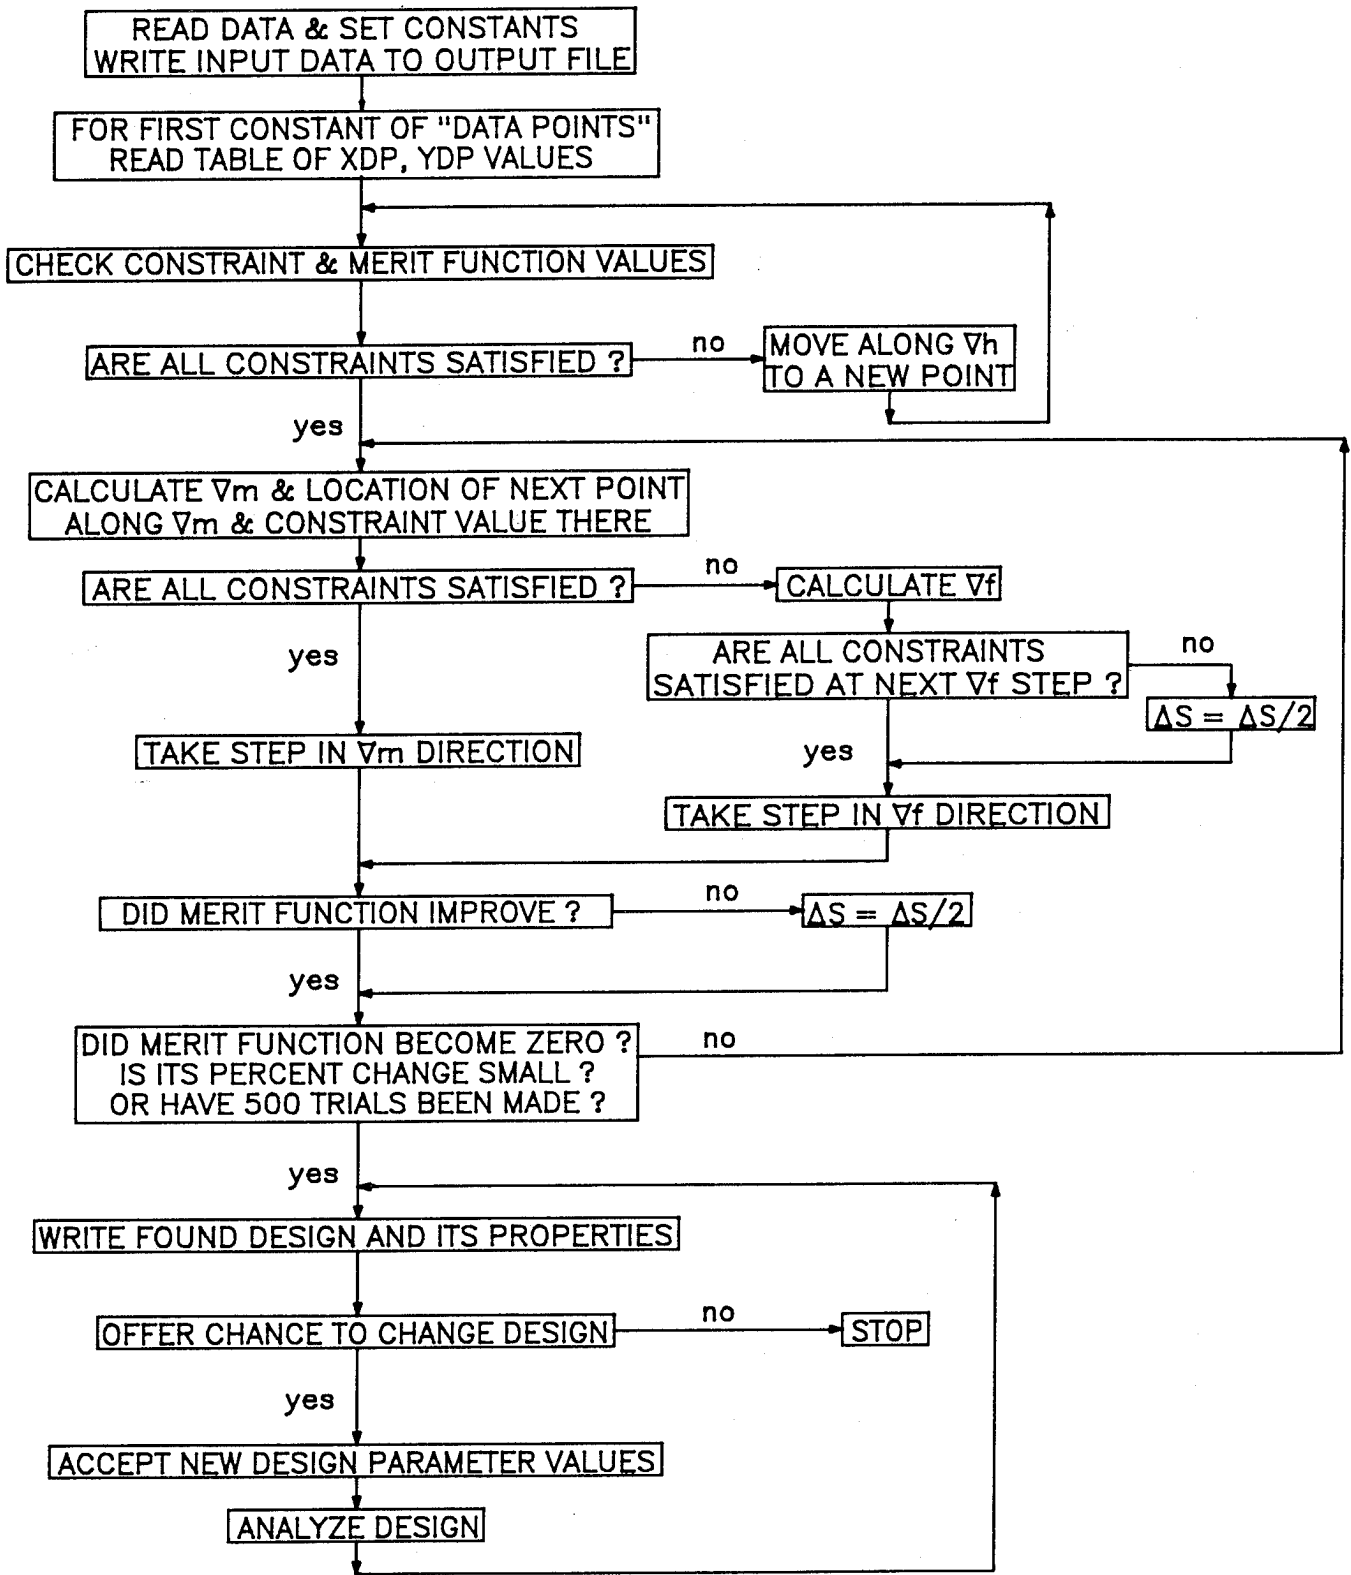 READ DATA & SET CONSTANTS
WRITE INPUT DATA TO OUTPUT FILE
FOR FIRST CONSTANT OF "DATA POINTS"
READ TABLE OF XDP, YDP VALUES
CHECK CONSTRAINT & MERIT FUNCTION VALUES
ARE ALL CONSTRAINTS SATISFIED ?
no
MOVE ALONG ∇h
TO A NEW POINT
yes
CALCULATE ∇m & LOCATION OF NEXT POINT
ALONG ∇m & CONSTRAINT VALUE THERE
ARE ALL CONSTRAINTS SATISFIED ?
no
CALCULATE ∇f
yes
ARE ALL CONSTRAINTS
SATISFIED AT NEXT ∇f STEP ?
no
ΔS = ΔS/2
TAKE STEP IN ∇m DIRECTION
yes
TAKE STEP IN ∇f DIRECTION
DID MERIT FUNCTION IMPROVE ?
no
ΔS = ΔS/2
yes
DID MERIT FUNCTION BECOME ZERO ?
IS ITS PERCENT CHANGE SMALL ?
OR HAVE 500 TRIALS BEEN MADE ?
no
yes
WRITE FOUND DESIGN AND ITS PROPERTIES
OFFER CHANCE TO CHANGE DESIGN
no
STOP
yes
ACCEPT NEW DESIGN PARAMETER VALUES
ANALYZE DESIGN